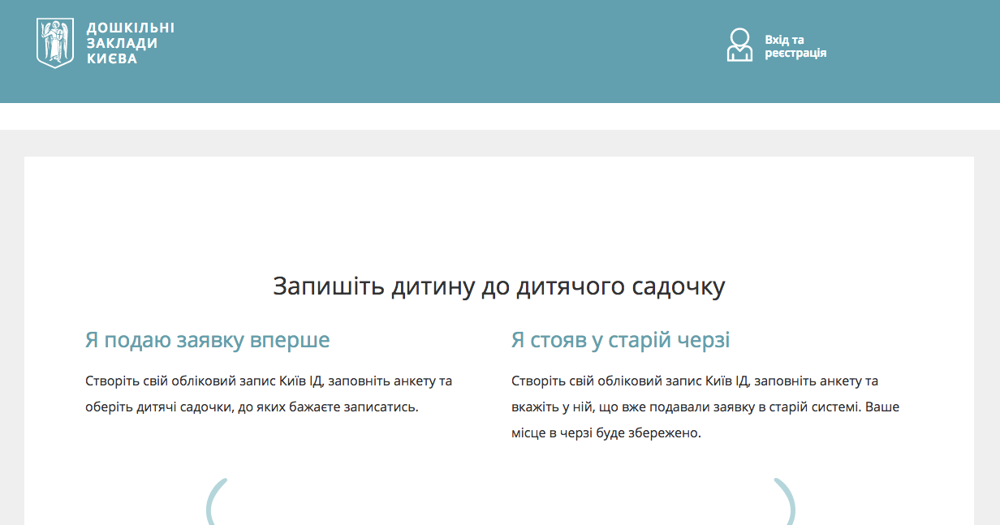 ДОШКІЛЬНІ
ЗАКЛАДИ
КИЄВА
Вхід та
реєстрація
Запишіть дитину до дитячого садочку
Я подаю заявку вперше
Створіть свій обліковий запис Київ ІД, заповніть анкету та
оберіть дитячі садочки, до яких бажаєте записатись.
Я стояв у старій черзі
Створіть свій обліковий запис Київ ІД, заповніть анкету та
вкажіть у ній, що вже подавали заявку в старій системі. Ваше
місце в черзі буде збережено.